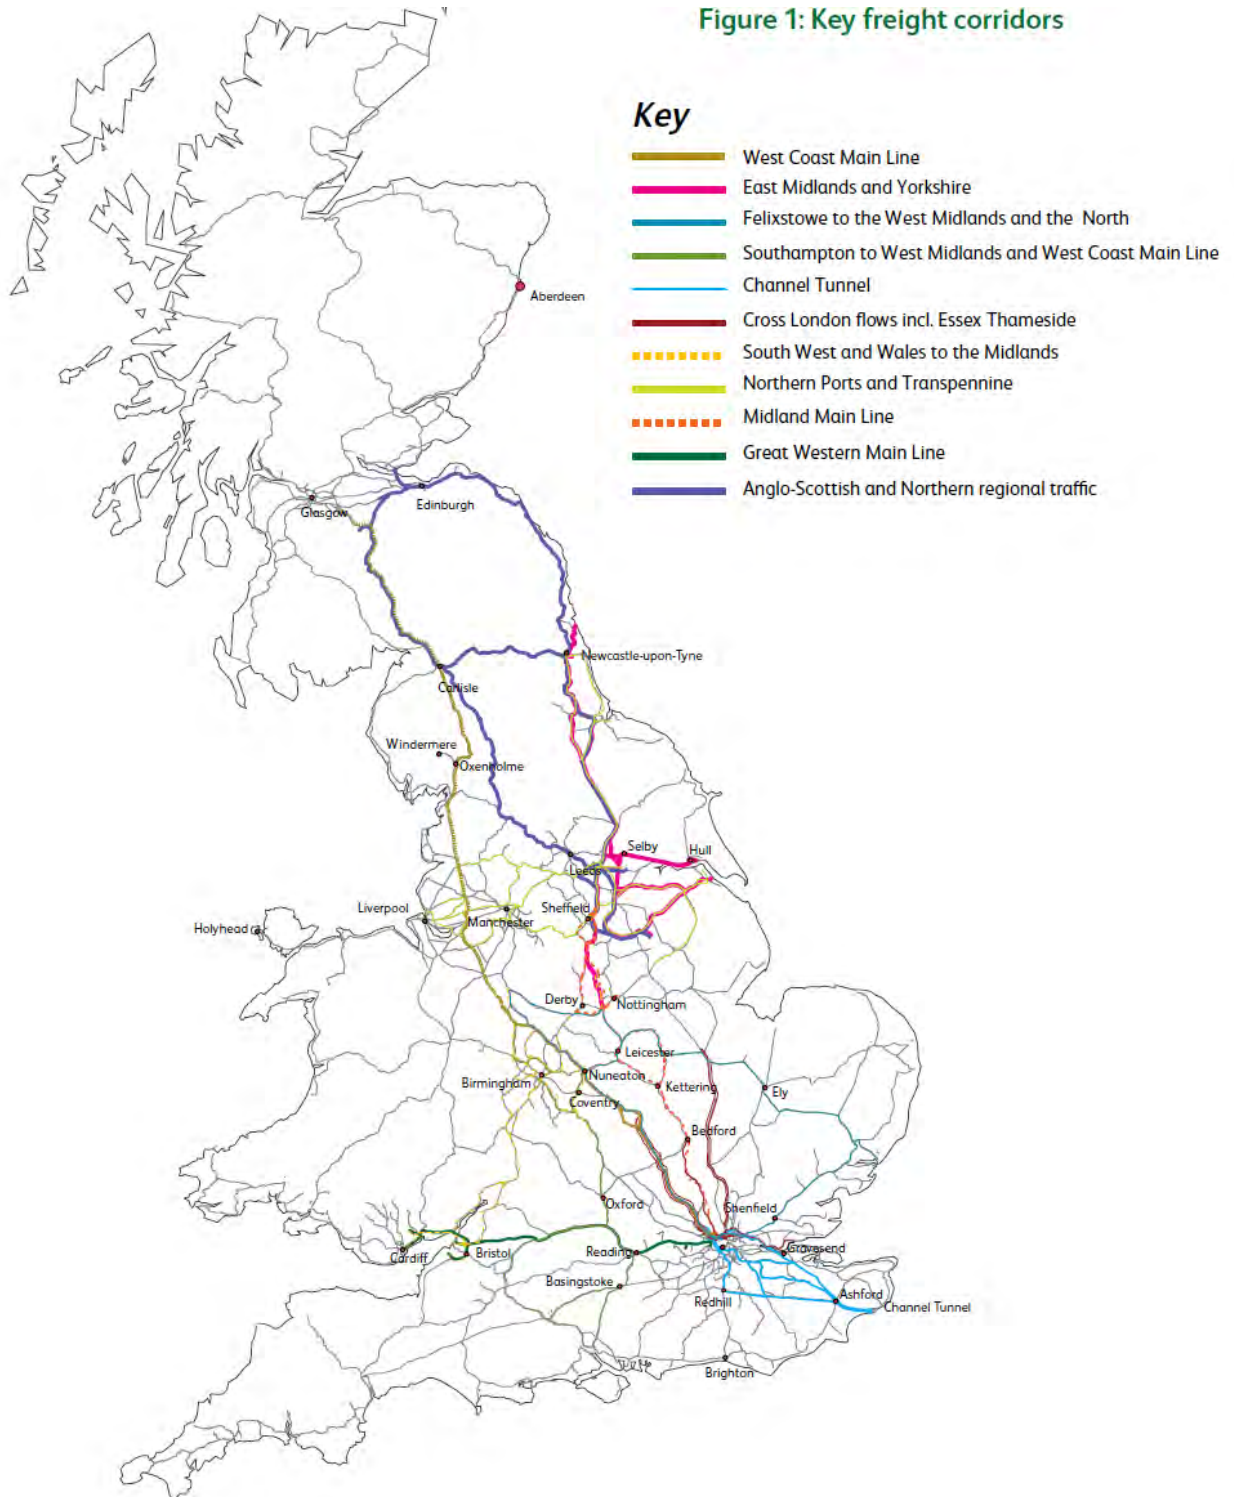 Figure 1: Key freight corridors
Key
West Coast Main Line
East Midlands and Yorkshire
Felixstowe to the West Midlands and the North
Southampton to West Midlands and West Coast Main Line
Channel Tunnel
Cross London flows incl. Essex Thameside
South West and Wales to the Midlands
Northern Ports and Transpennine
Midland Main Line
Great Western Main Line
Anglo-Scottish and Northern regional traffic
Aberdeen
Edinburgh
Glasgow
Newcastle-upon-Tyne
Carlisle
Windermere
Oxenholme
Selby
Hull
Leeds
Liverpool
Sheffield
Manchester
Holyhead
Derby
Nottingham
Leicester
Birmingham
Nuneaton
Kettering
Ely
Coventry
Bedford
Oxford
Shenfield
Cardiff
Bristol
Reading
Gravesend
Basingstoke
Redhill
Ashford
Channel Tunnel
Brighton